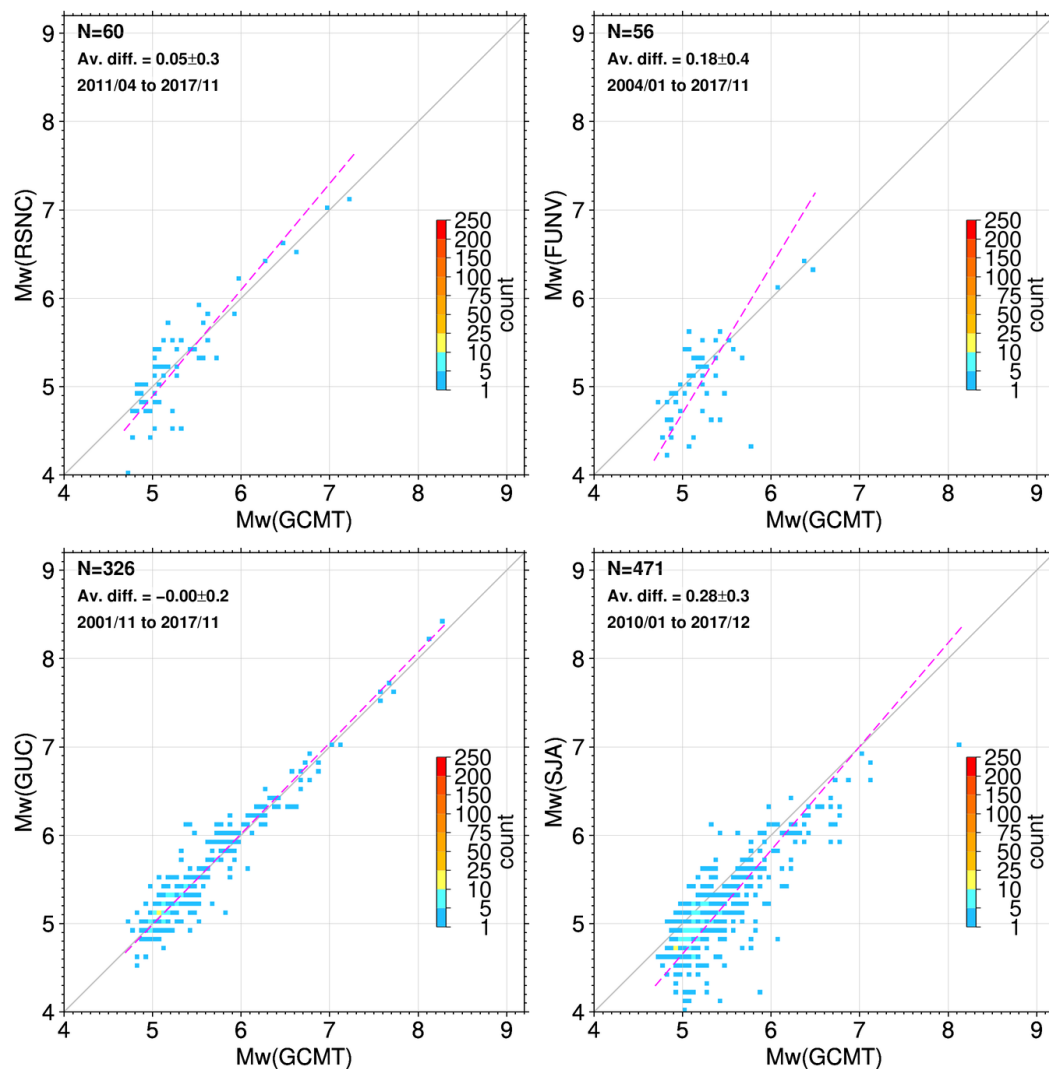 N=60
Av. diff. = 0.05±0.3
2011/04 to 2017/11
9
8
7
6
5
4
Mw(RSNC)
250
200
150
100
75
50
25
10
5
1
count
4 5 6 7 8 9
Mw(GCMT)
N=56
Av. diff. = 0.18±0.4
2004/01 to 2017/11
9
8
7
6
5
4
Mw(FUNV)
250
200
150
100
75
50
25
10
5
1
count
4 5 6 7 8 9
Mw(GCMT)
N=326
Av. diff. = −0.00±0.2
2001/11 to 2017/11
9
8
7
6
5
4
Mw(GUC)
250
200
150
100
75
50
25
10
5
1
count
4 5 6 7 8 9
Mw(GCMT)
N=471
Av. diff. = 0.28±0.3
2010/01 to 2017/12
9
8
7
6
5
4
Mw(SJA)
250
200
150
100
75
50
25
10
5
1
count
4 5 6 7 8 9
Mw(GCMT)